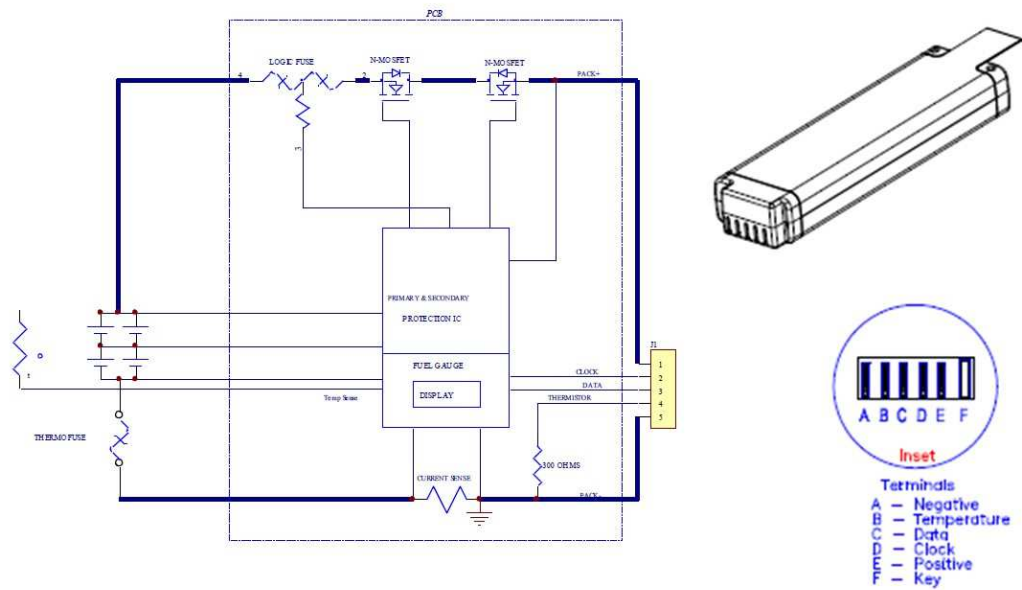 PCB
LOGIC FUSE
N-MOSFET
N-MOSFET
4
2
PACK+
3
PRIMARY & SECONDARY
PROTECTION IC
J1
FUEL GAUGE
DISPLAY
CLOCK
DATA
THERMISTOR
1
2
3
4
5
Temp Sense
THERMOFUSE
CURRENT SENSE
300 OHMS
PACK-
A B C D E F
Inset
Terminals
A - Negative
B - Temperature
C - Data
D - Clock
E - Positive
F - Key